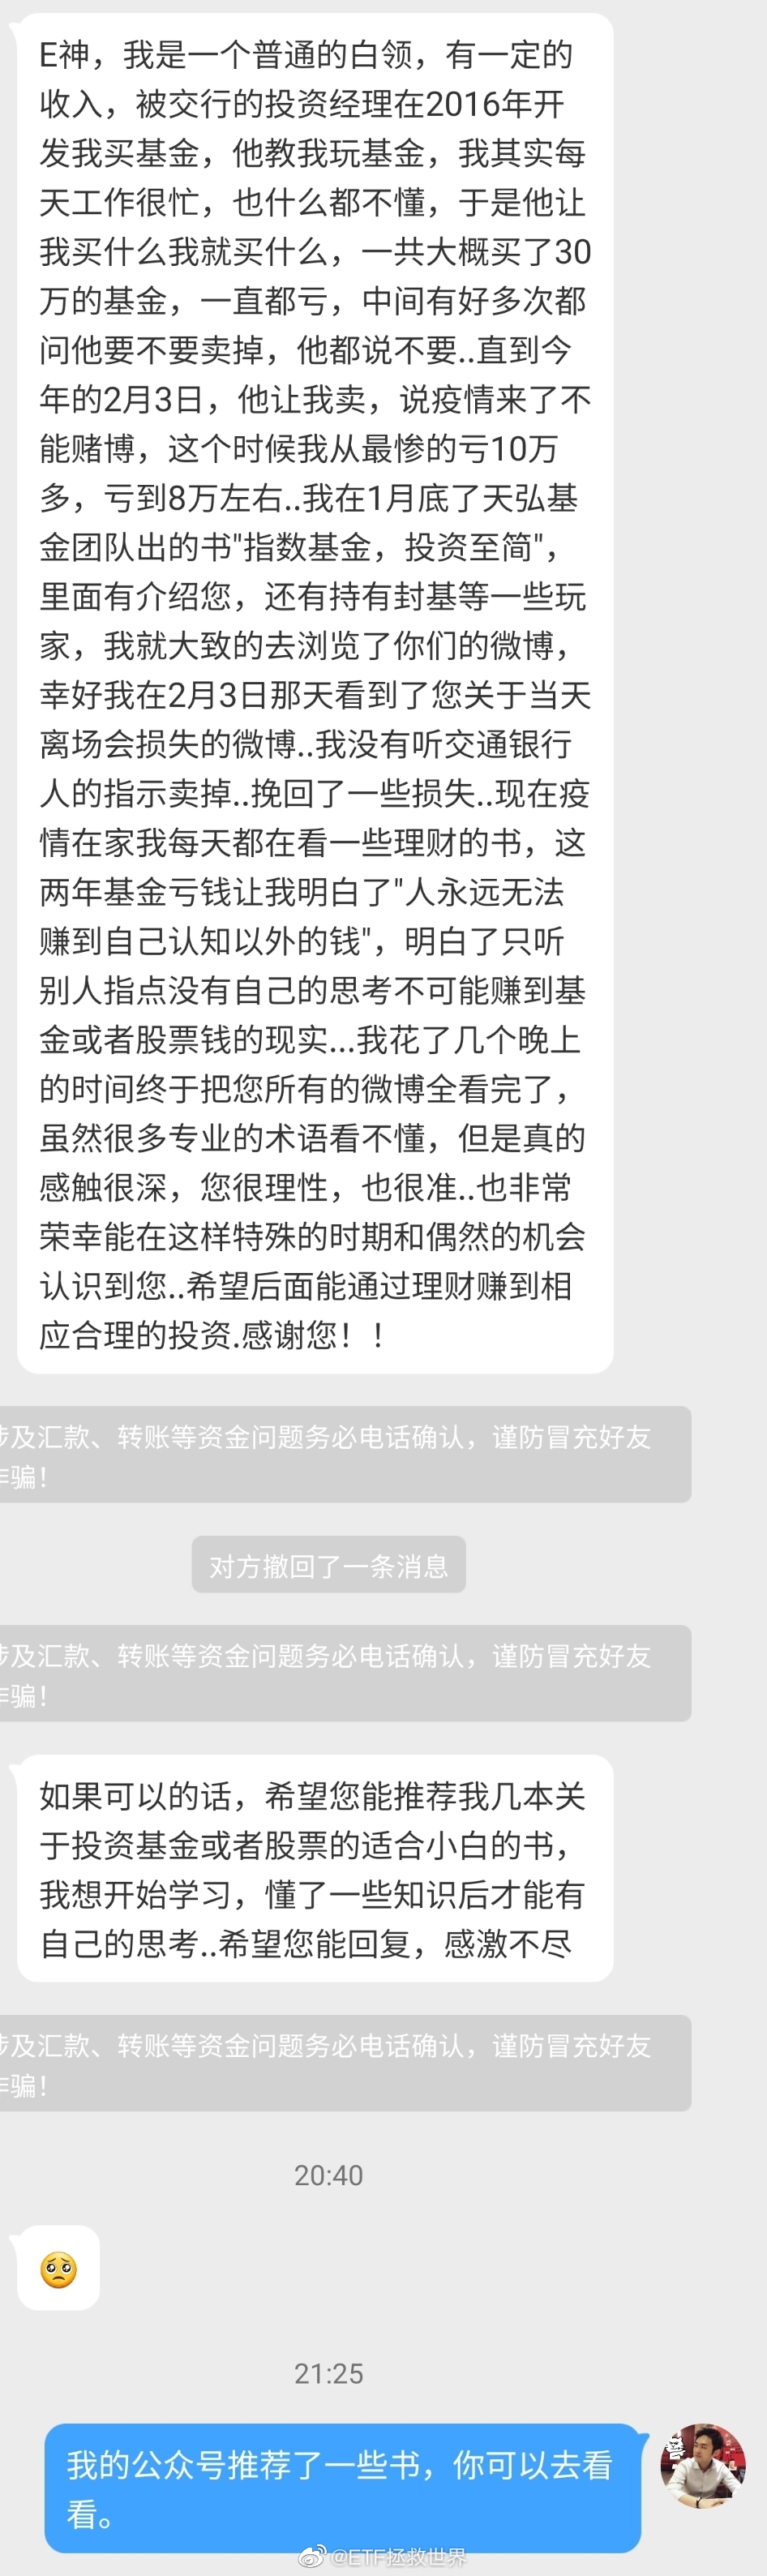 E神，我是一个普通的白领，有一定的
收入，被交行的投资经理在2016年开
发我买基金，他教我玩基金，我其实每
天工作很忙，也什么都不懂，于是他让
我买什么我就买什么，一共大概买了30
万的基金，一直都亏，中间有好多次都
问他要不要卖掉，他都说不要..直到今
年的2月3日，他让我卖，说疫情来了不
能赌博，这个时候我从最惨的亏10万
多，亏到8万左右..我在1月底了天弘基
金团队出的书"指数基金，投资至简"，
里面有介绍您，还有持有封基等一些玩
家，我就大致的去浏览了你们的微博，
幸好我在2月3日那天看到了您关于当天
离场会损失的微博..我没有听交通银行
人的指示卖掉..挽回了一些损失..现在疫
情在家我每天都在看一些理财的书，这
两年基金亏钱让我明白了"人永远无法
赚到自己认知以外的钱"，明白了只听
别人指点没有自己的思考不可能赚到基
金或者股票钱的现实...我花了几个晚上
的时间终于把您所有的微博全看完了，
虽然很多专业的术语看不懂，但是真的
感触很深，您很理性，也很准..也非常
荣幸能在这样特殊的时期和偶然的机会
认识到您..希望后面能通过理财赚到相
应合理的投资.感谢您！！
涉及汇款、转账等资金问题务必电话确认，谨防冒充好友
诈骗！
对方撤回了一条消息
涉及汇款、转账等资金问题务必电话确认，谨防冒充好友
诈骗！
如果可以的话，希望您能推荐我几本关
于投资基金或者股票的适合小白的书，
我想开始学习，懂了一些知识后才能有
自己的思考..希望您能回复，感激不尽
涉及汇款、转账等资金问题务必电话确认，谨防冒充好友
诈骗！
20:40
21:25
我的公众号推荐了一些书，你可以去看
看。
@ETF拯救世界